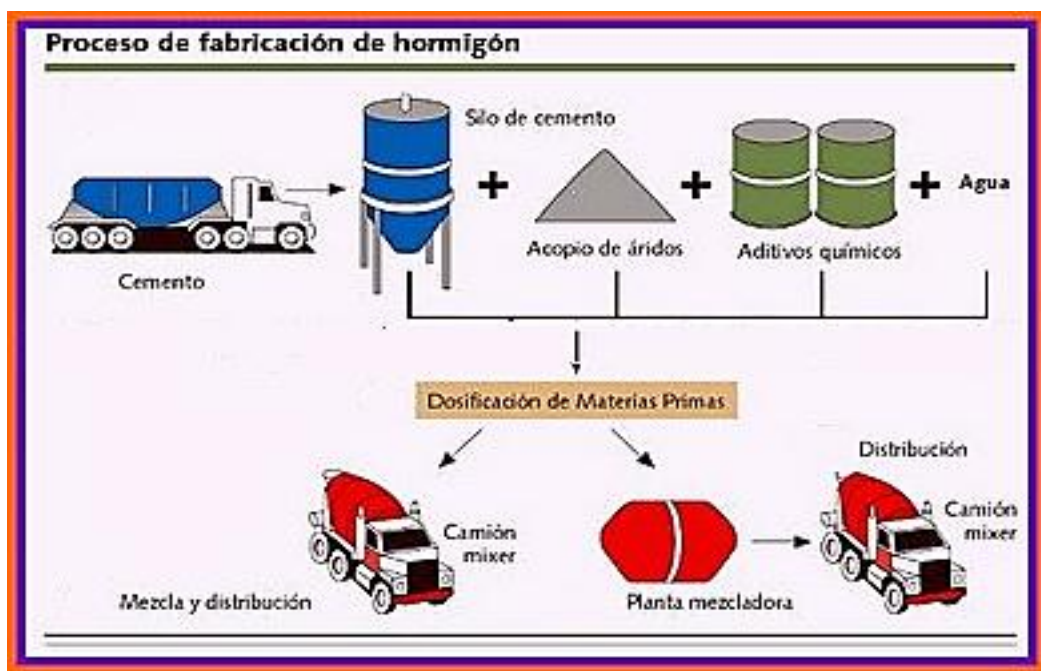 Proceso de fabricación de hormigón
Silo de cemento
Agua
Acopio de áridos
Aditivos químicos
Cemento
Dosificación de Materias Primas
Distribución
Camión
mixer
Camión
mixer
Mezcla y distribución
Planta mezcladora